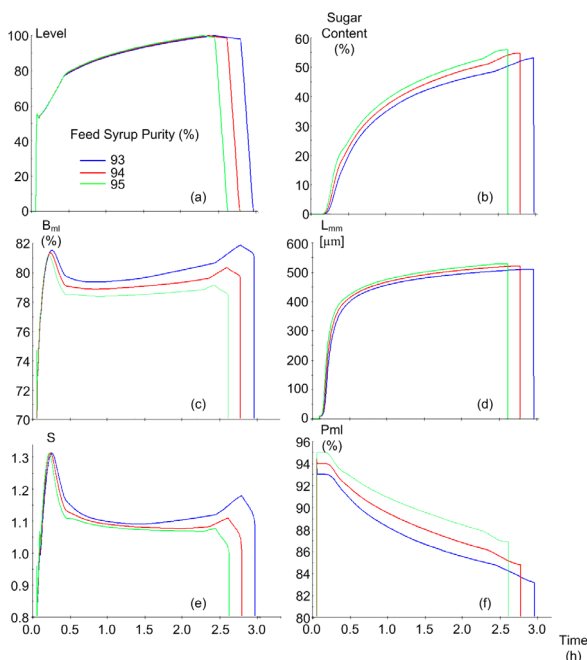 Level
100
80
60
40
20
0
Feed Syrup Purity (%)
93
94
95
(a)
Sugar
Content
(%)
60
50
40
30
20
10
0
(b)
Bml
(%)
82
80
78
76
74
72
70
(c)
Lmm
[µm]
600
500
400
300
200
100
0
(d)
S
1.3
1.2
1.1
1.0
0.9
0.8
(e)
0.0 0.5 1.0 1.5 2.0 2.5 3.0
Pml
(%)
96
94
92
90
88
86
84
82
80
(f)
0.0 0.5 1.0 1.5 2.0 2.5 3.0
Time
(h)